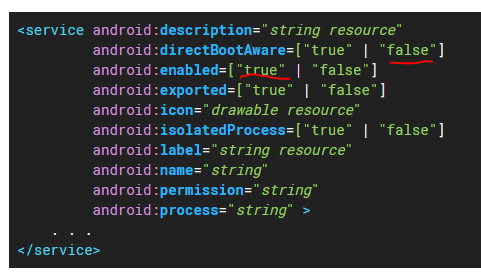 <service android:description="string resource"
android:directBootAware=["true" | "false"]
android:enabled=["true" | "false"]
android:exported=["true" | "false"]
android:icon="drawable resource"
android:isolatedProcess=["true" | "false"]
android:label="string resource"
android:name="string"
android:permission="string"
android:process="string" >
. . .
</service>